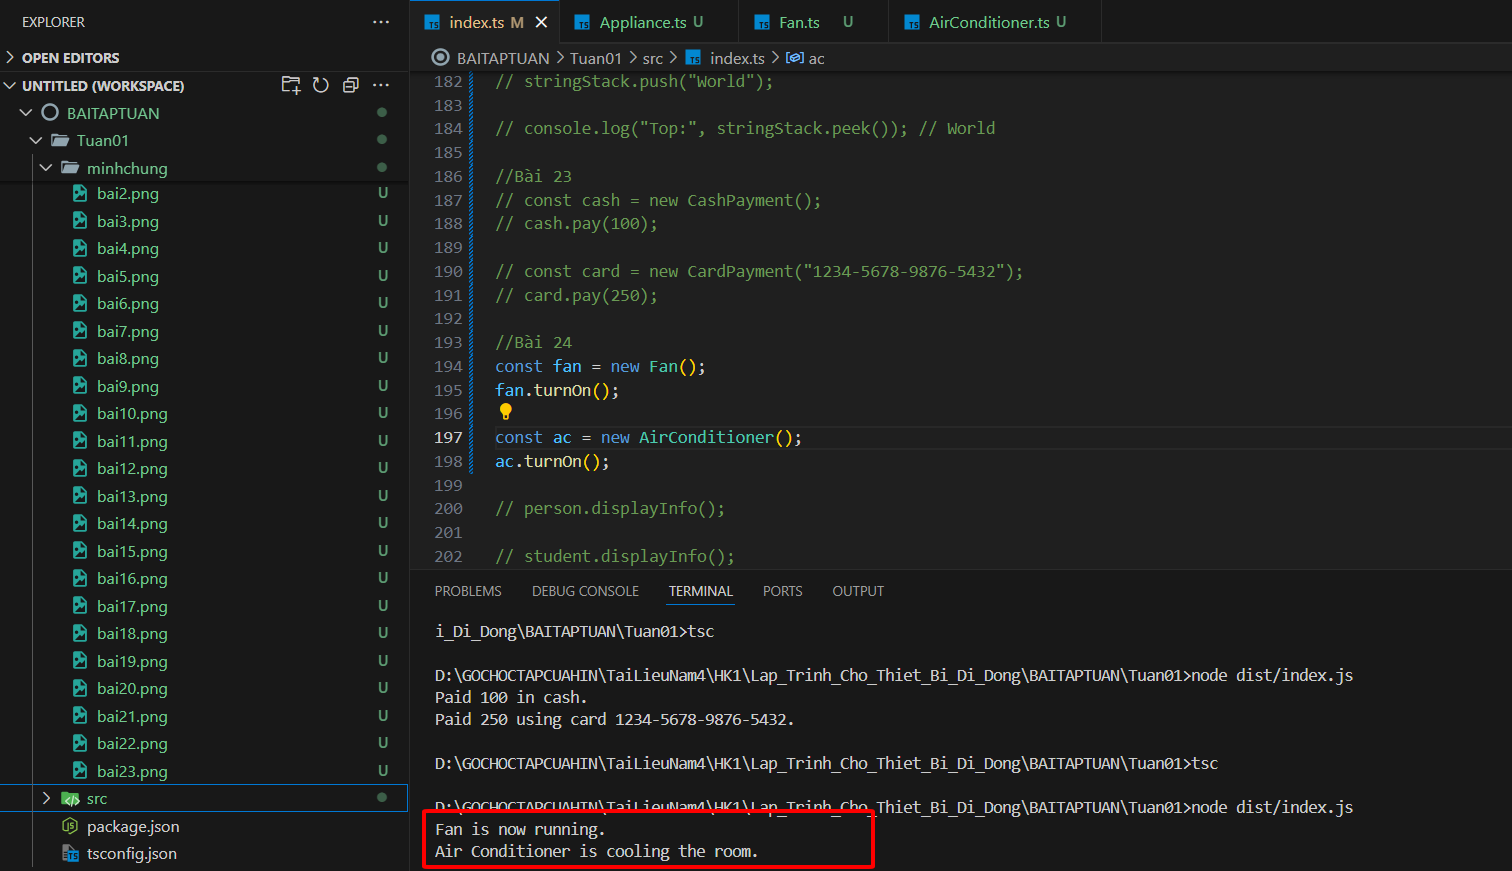 EXPLORER
OPEN EDITORS
UNTITLED (WORKSPACE)
BAITAPTUAN
Tuan01
minhchung
bai2.png U
bai3.png U
bai4.png U
bai5.png U
bai6.png U
bai7.png U
bai8.png U
bai9.png U
bai10.png U
bai11.png U
bai12.png U
bai13.png U
bai14.png U
bai15.png U
bai16.png U
bai17.png U
bai18.png U
bai19.png U
bai20.png U
bai21.png U
bai22.png U
bai23.png U
src
package.json
tsconfig.json
index.ts M Appliance.ts U Fan.ts U AirConditioner.ts U
BAITAPTUAN > Tuan01 > src > index.ts > ac
182 // stringStack.push("World");
183
184 // console.log("Top:", stringStack.peek()); // World
185
186 //Bài 23
187 // const cash = new CashPayment();
188 // cash.pay(100);
189
190 // const card = new CardPayment("1234-5678-9876-5432");
191 // card.pay(250);
192
193 //Bài 24
194 const fan = new Fan();
195 fan.turnOn();
196
197 const ac = new AirConditioner();
198 ac.turnOn();
199
200 // person.displayInfo();
201
202 // student.displayInfo();
PROBLEMS DEBUG CONSOLE TERMINAL PORTS OUTPUT
i_Di_Dong\BAITAPTUAN\Tuan01>tsc
D:\GOCHOCTAPCUAHIN\TaiLieuNam4\HK1\Lap_Trinh_Cho_Thiet_Bi_Di_Dong\BAITAPTUAN\Tuan01>node dist/index.js
Paid 100 in cash.
Paid 250 using card 1234-5678-9876-5432.
D:\GOCHOCTAPCUAHIN\TaiLieuNam4\HK1\Lap_Trinh_Cho_Thiet_Bi_Di_Dong\BAITAPTUAN\Tuan01>tsc
D:\GOCHOCTAPCUAHIN\TaiLieuNam4\HK1\Lap_Trinh_Cho_Thiet_Bi_Di_Dong\BAITAPTUAN\Tuan01>node dist/index.js
Fan is now running.
Air Conditioner is cooling the room.